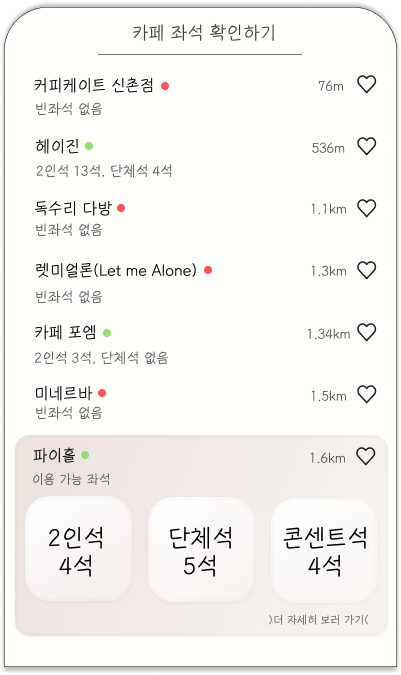 카페 좌석 확인하기
커피케이트 신촌점 76m
빈좌석 없음
헤이진 536m
2인석 13석, 단체석 4석
독수리 다방 1.1km
빈좌석 없음
렛미얼론(Let me Alone) 1.3km
빈좌석 없음
카페 포엠 1.34km
2인석 3석, 단체석 없음
미네르바 1.5km
빈좌석 없음
파이홀 1.6km
이용 가능 좌석
2인석 단체석 콘센트석
4석 5석 4석
>더 자세히 보러 가기<